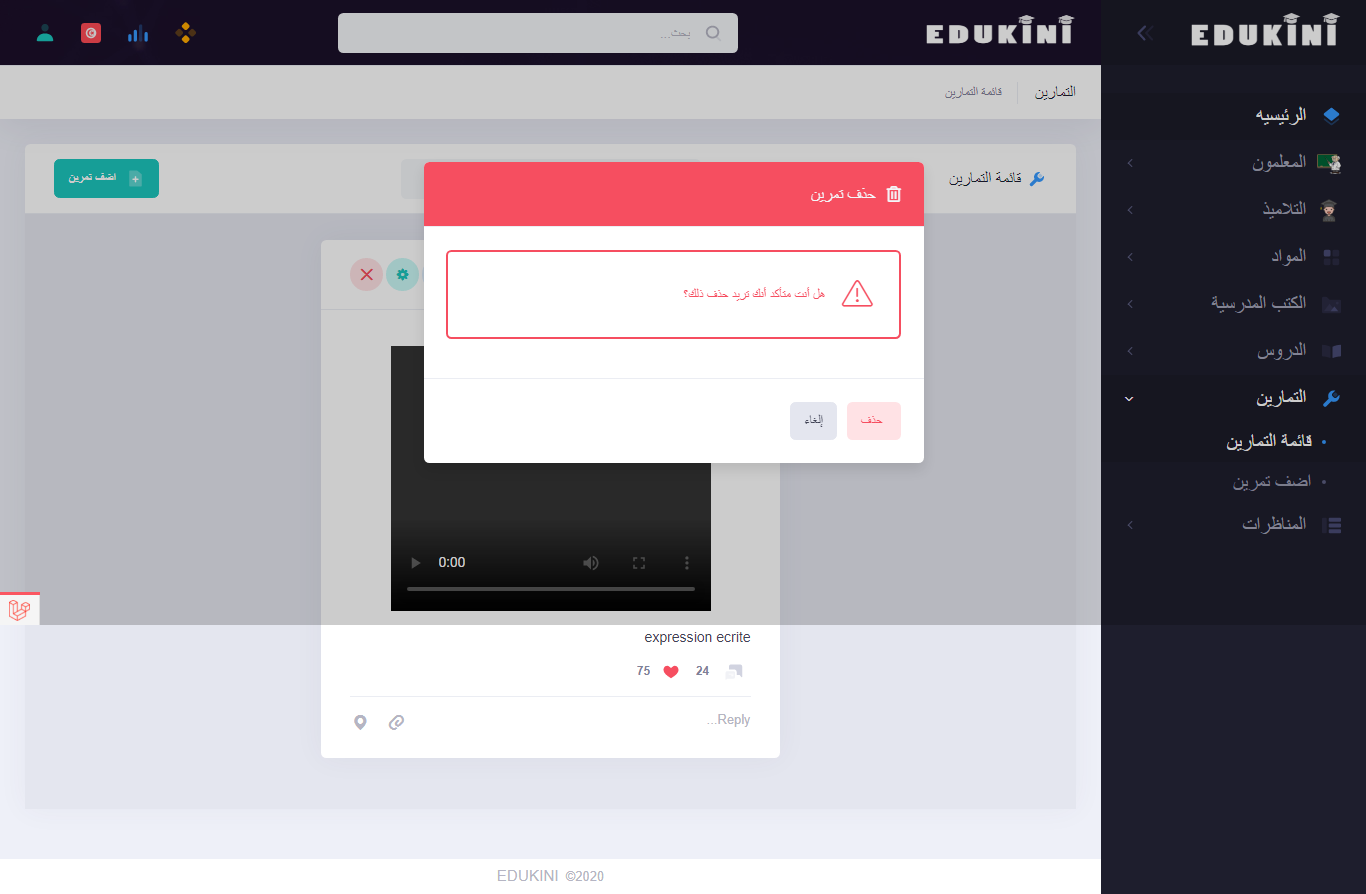 EDUKINI
EDUKINI
بحث...
الرئيسيه
المعلمون
التلاميذ
المواد
الكتب المدرسية
الدروس
التمارين
قائمة التمارين
اضف تمرين
المناظرات
التمارين
قائمة التمارين
قائمة التمارين
اضف تمرين
حذف تمرين
هل أنت متأكد أنك تريد حذف ذلك؟
حذف
إلغاء
0:00
expression ecrite
24
75
Reply...
EDUKINI ©2020